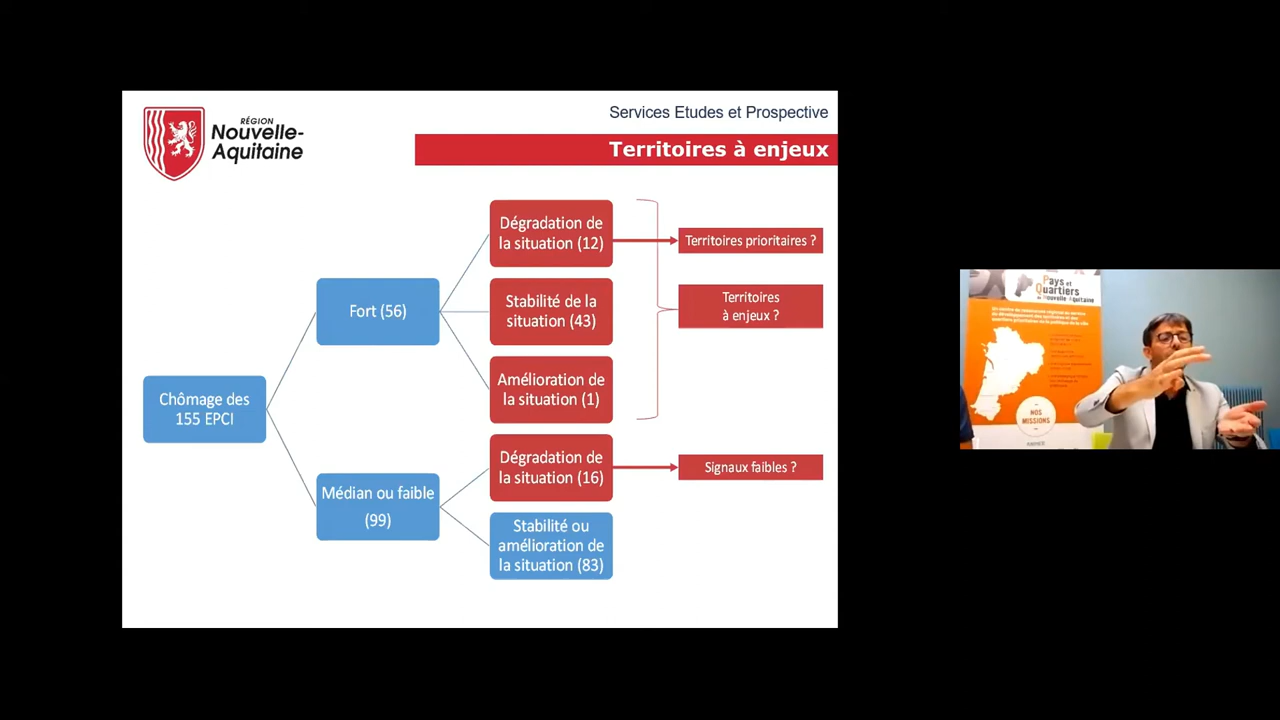 RÉGION
Nouvelle-
Aquitaine
Services Etudes et Prospective
Territoires à enjeux
Chômage des
155 EPCI
Fort (56)
Médian ou faible
(99)
Dégradation de
la situation (12)
Stabilité de la
situation (43)
Amélioration de
la situation (1)
Dégradation de
la situation (16)
Stabilité ou
amélioration de
la situation (83)
Territoires prioritaires ?
Territoires
à enjeux ?
Signaux faibles ?
Pays et
Quartiers
de Nouvelle Aquitaine
NOS
MISSIONS